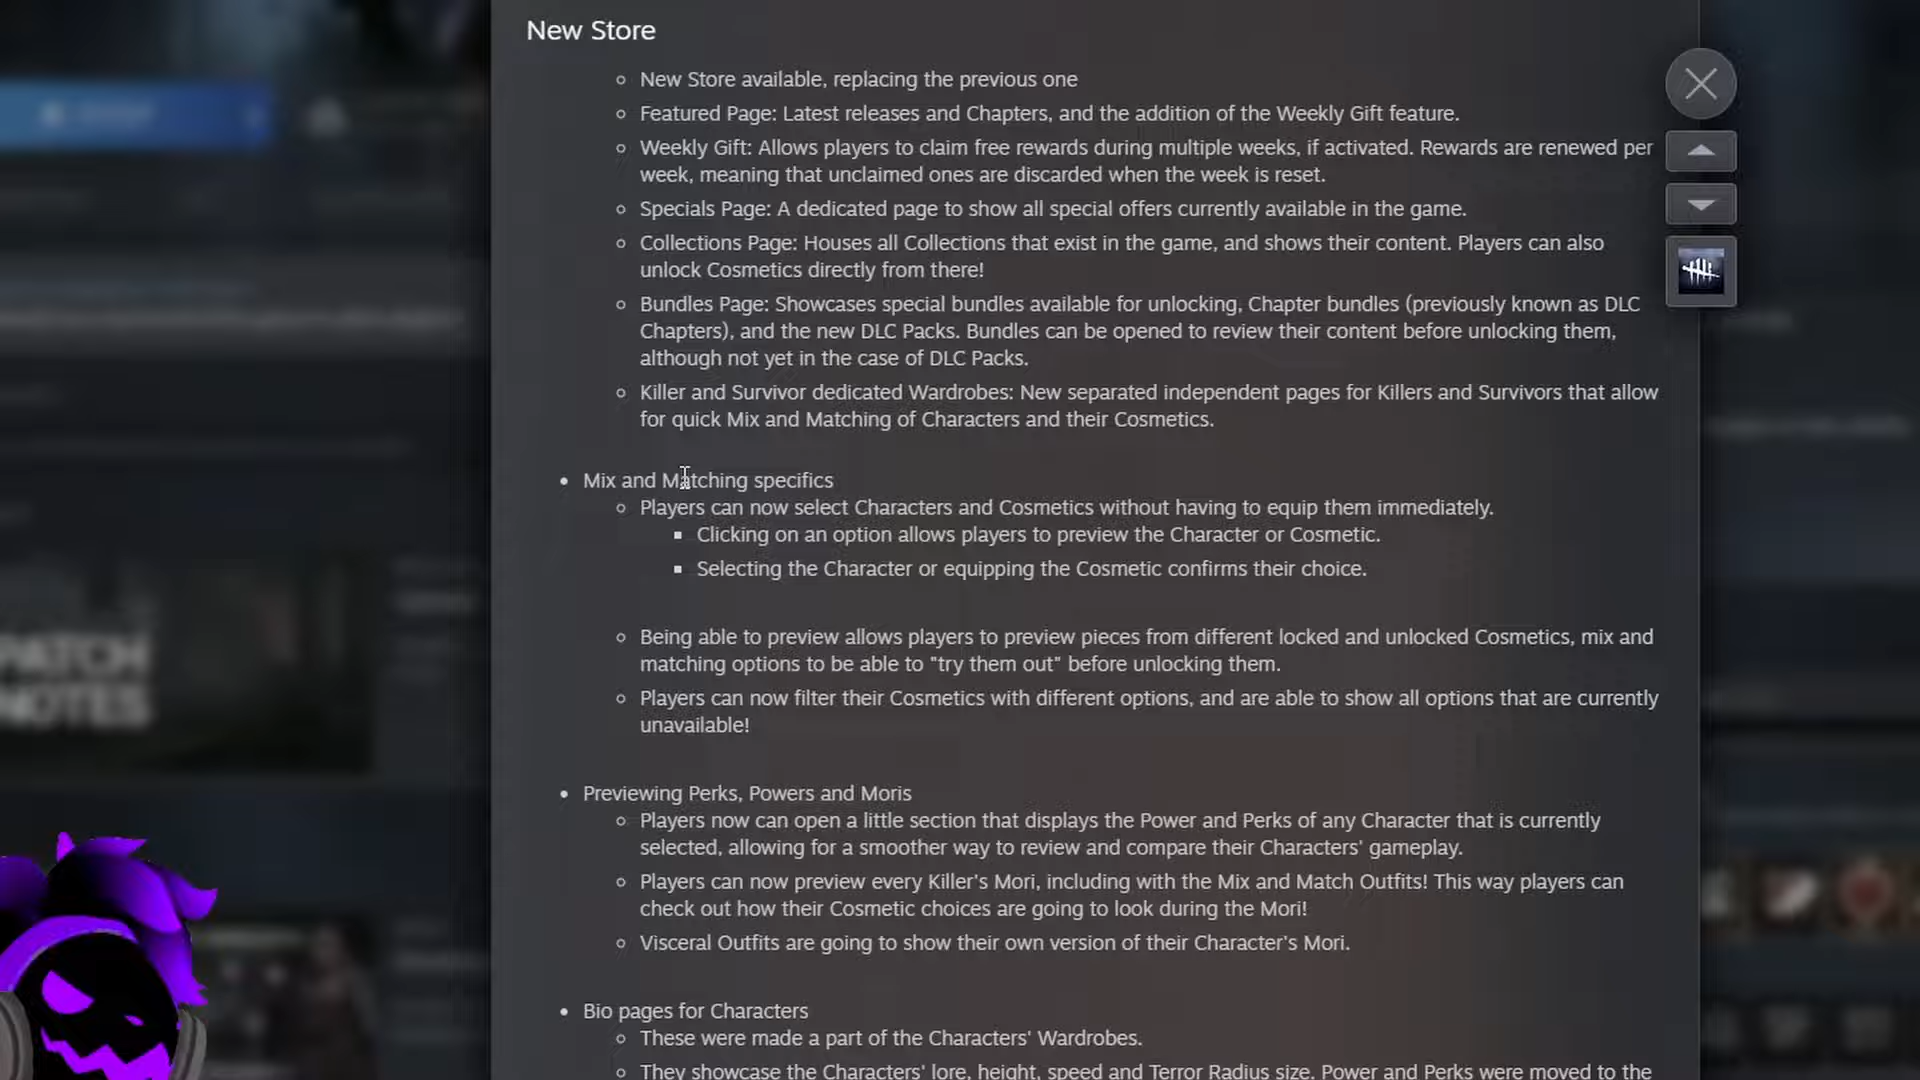 New Store
New Store available, replacing the previous one
Featured Page: Latest releases and Chapters, and the addition of the Weekly Gift feature.
Weekly Gift: Allows players to claim free rewards during multiple weeks, if activated. Rewards are renewed per
week, meaning that unclaimed ones are discarded when the week is reset.
Specials Page: A dedicated page to show all special offers currently available in the game.
Collections Page: Houses all Collections that exist in the game, and shows their content. Players can also
unlock Cosmetics directly from there!
Bundles Page: Showcases special bundles available for unlocking, Chapter bundles (previously known as DLC
Chapters), and the new DLC Packs. Bundles can be opened to review their content before unlocking them,
although not yet in the case of DLC Packs.
Killer and Survivor dedicated Wardrobes: New separated independent pages for Killers and Survivors that allow
for quick Mix and Matching of Characters and their Cosmetics.
Mix and Matching specifics
Players can now select Characters and Cosmetics without having to equip them immediately.
Clicking on an option allows players to preview the Character or Cosmetic.
Selecting the Character or equipping the Cosmetic confirms their choice.
Being able to preview allows players to preview pieces from different locked and unlocked Cosmetics, mix and
matching options to be able to "try them out" before unlocking them.
Players can now filter their Cosmetics with different options, and are able to show all options that are currently
unavailable!
PATCH
NOTES
Previewing Perks, Powers and Moris
Players now can open a little section that displays the Power and Perks of any Character that is currently
selected, allowing for a smoother way to review and compare their Characters' gameplay.
Players can now preview every Killer's Mori, including with the Mix and Match Outfits! This way players can
check out how their Cosmetic choices are going to look during the Mori!
Visceral Outfits are going to show their own version of their Character's Mori.
Bio pages for Characters
These were made a part of the Characters' Wardrobes.
They showcase the Characters' lore, height, speed and Terror Radius size. Power and Perks were moved to the